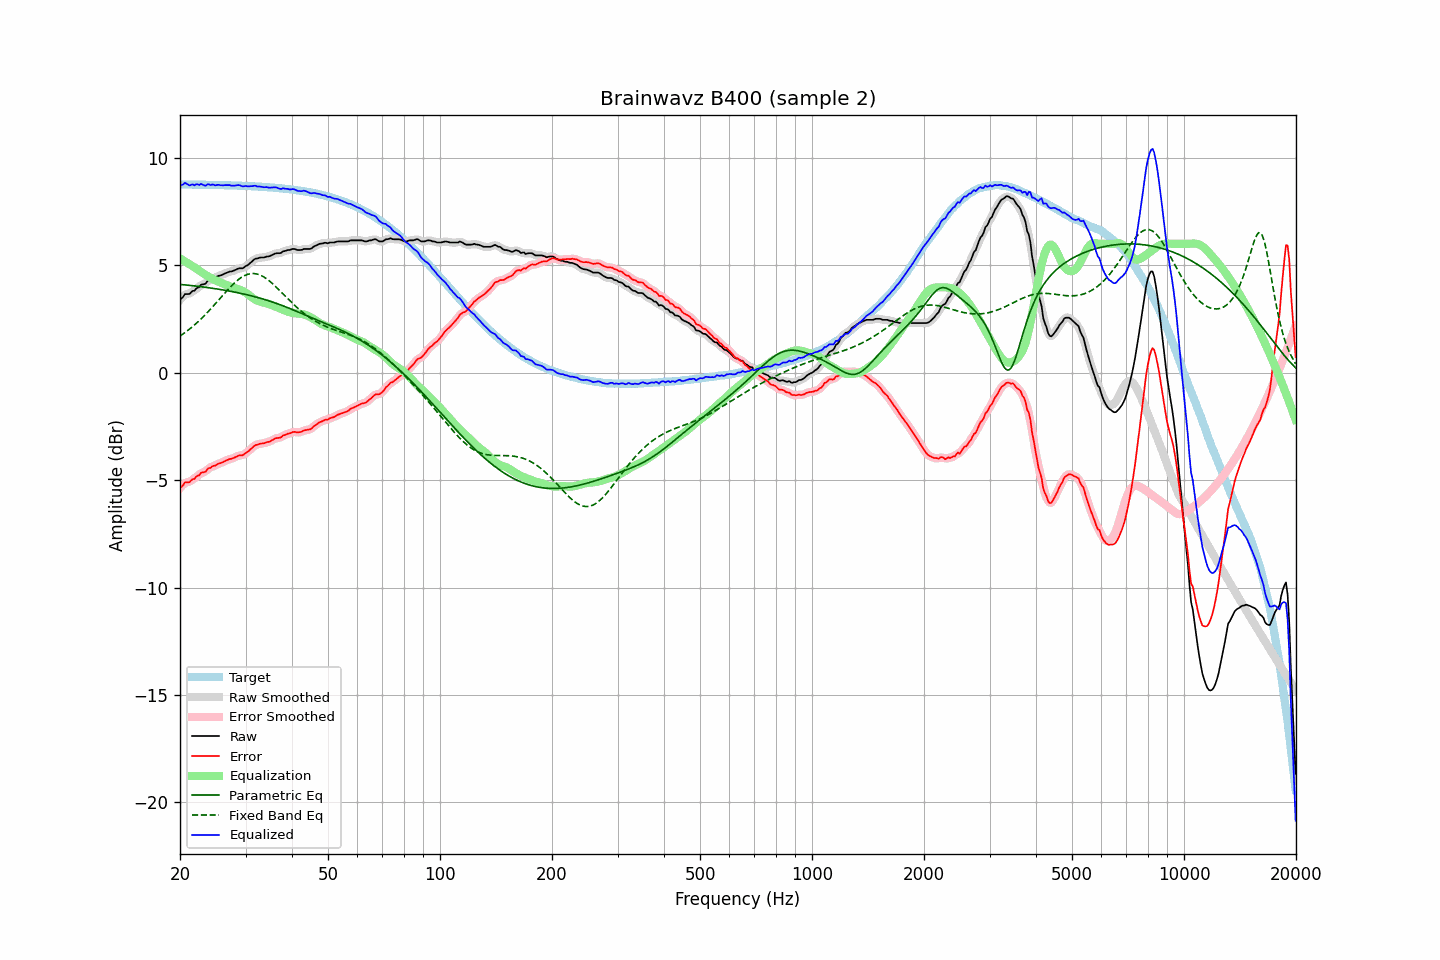 Brainwavz B400 (sample 2)
Amplitude (dBr)
10
5
0
−5
−10
−15
−20
Target
Raw Smoothed
Error Smoothed
Raw
Error
Equalization
Parametric Eq
Fixed Band Eq
Equalized
20 50 100 200 500 1000 2000 5000 10000 20000
Frequency (Hz)